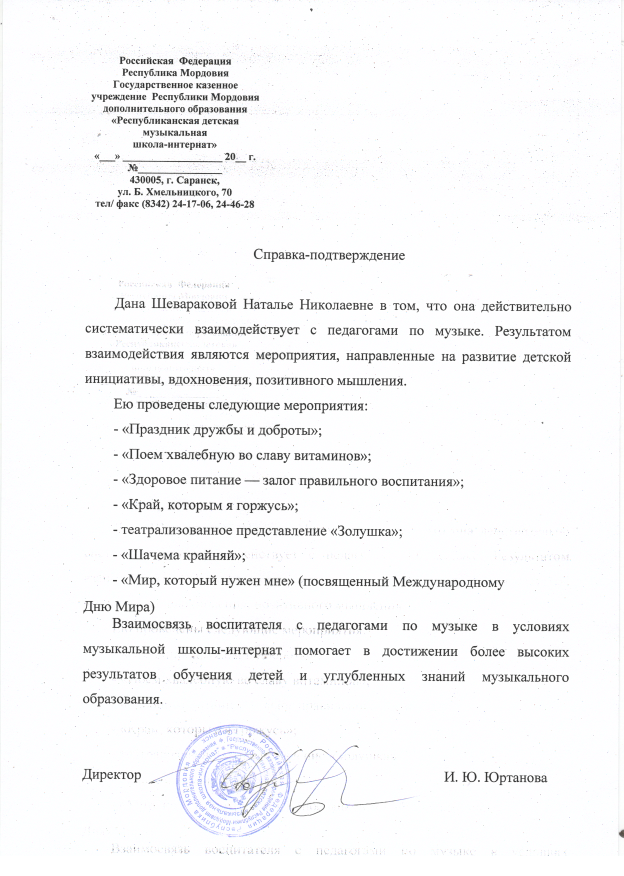 Российская Федерация
Республика Мордовия
Государственное казенное
учреждение Республики Мордовия
дополнительного образования
«Республиканская детская
музыкальная
школа-интернат»
«___» ____________________ 20__ г.
№________________
430005, г. Саранск,
ул. Б. Хмельницкого, 70
тел/ факс (8342) 24-17-06, 24-46-28
Справка-подтверждение
Дана Шевараковой Наталье Николаевне в том, что она действительно
систематически взаимодействует с педагогами по музыке. Результатом
взаимодействия являются мероприятия, направленные на развитие детской
инициативы, вдохновения, позитивного мышления.
Ею проведены следующие мероприятия:
- «Праздник дружбы и доброты»;
- «Поем хвалебную во славу витаминов»;
- «Здоровое питание — залог правильного воспитания»;
- «Край, которым я горжусь»;
- театрализованное представление «Золушка»;
- «Шачема крайняй»;
- «Мир, который нужен мне» (посвященный Международному
Дню Мира)
Взаимосвязь воспитателя с педагогами по музыке в условиях
музыкальной школы-интернат помогает в достижении более высоких
результатов обучения детей и углубленных знаний музыкального
образования.
Директор
И. Ю. Юртанова